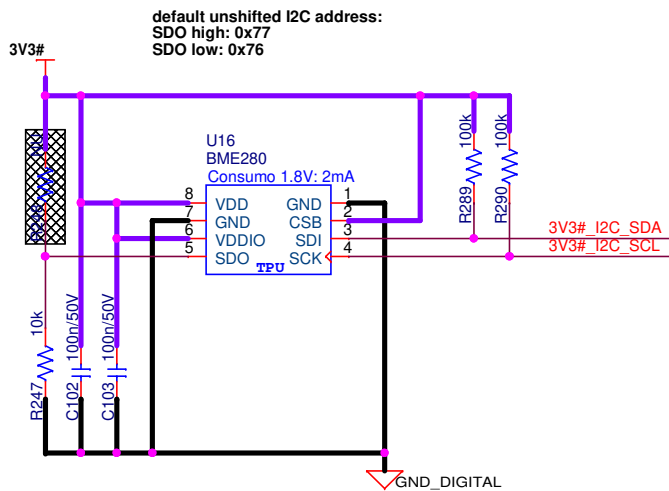 default unshifted I2C address:
SDO high: 0x77
SDO low: 0x76
3V3#
U16
BME280
Consumo 1.8V: 2mA
8 VDD GND 1
7 GND CSB 2
6 VDDIO SDI 3
5 SDO SCK 4
TPU
100k
R289
100k
R290
3V3#_I2C_SDA
3V3#_I2C_SCL
10k
R247
100n/50V
C102
100n/50V
C103
GND_DIGITAL